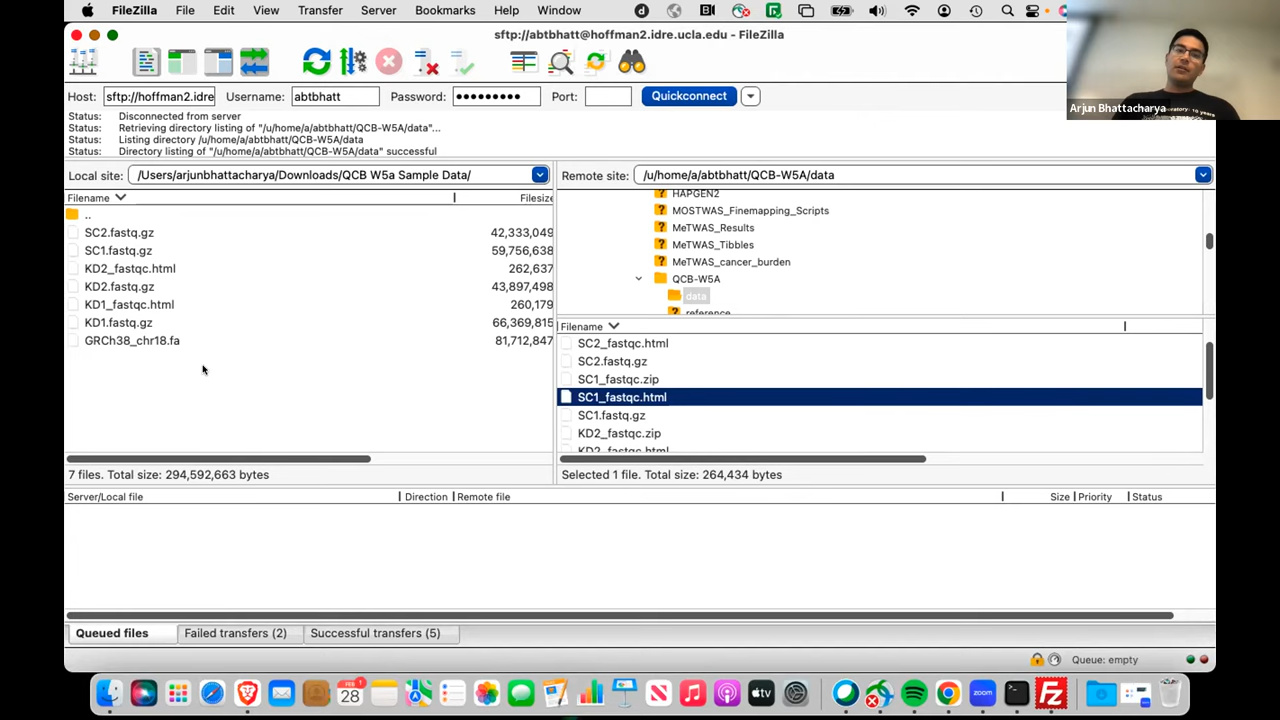 FileZilla File Edit View Transfer Server Bookmarks Help Window
sftp://abtbhatt@hoffman2.idre.ucla.edu - FileZilla
Host: sftp://hoffman2.idre Username: abtbhatt Password: ●●●●●●●●● Port: Quickconnect
Arjun Bhattacharya
Status: Disconnected from server
Status: Retrieving directory listing of "/u/home/a/abtbhatt/QCB-W5A/data"...
Status: Listing directory /u/home/a/abtbhatt/QCB-W5A/data
Status: Directory listing of "/u/home/a/abtbhatt/QCB-W5A/data" successful
Local site: /Users/arjunbhattacharya/Downloads/QCB W5a Sample Data/
Filename Filesize
..
SC2.fastq.gz 42,333,049
SC1.fastq.gz 59,756,638
KD2_fastqc.html 262,637
KD2.fastq.gz 43,897,498
KD1_fastqc.html 260,179
KD1.fastq.gz 66,369,815
GRCh38_chr18.fa 81,712,847
7 files. Total size: 294,592,663 bytes
Remote site: /u/home/a/abtbhatt/QCB-W5A/data
HAPGEN2
MOSTWAS_Finemapping_Scripts
MeTWAS_Results
MeTWAS_Tibbles
MeTWAS_cancer_burden
QCB-W5A
data
reference
Filename
SC2_fastqc.html
SC2.fastq.gz
SC1_fastqc.zip
SC1_fastqc.html
SC1.fastq.gz
KD2_fastqc.zip
KD2_fastqc.html
Selected 1 file. Total size: 264,434 bytes
Server/Local file Direction Remote file Size Priority Status
Queued files Failed transfers (2) Successful transfers (5)
Queue: empty
28
tv
zoom